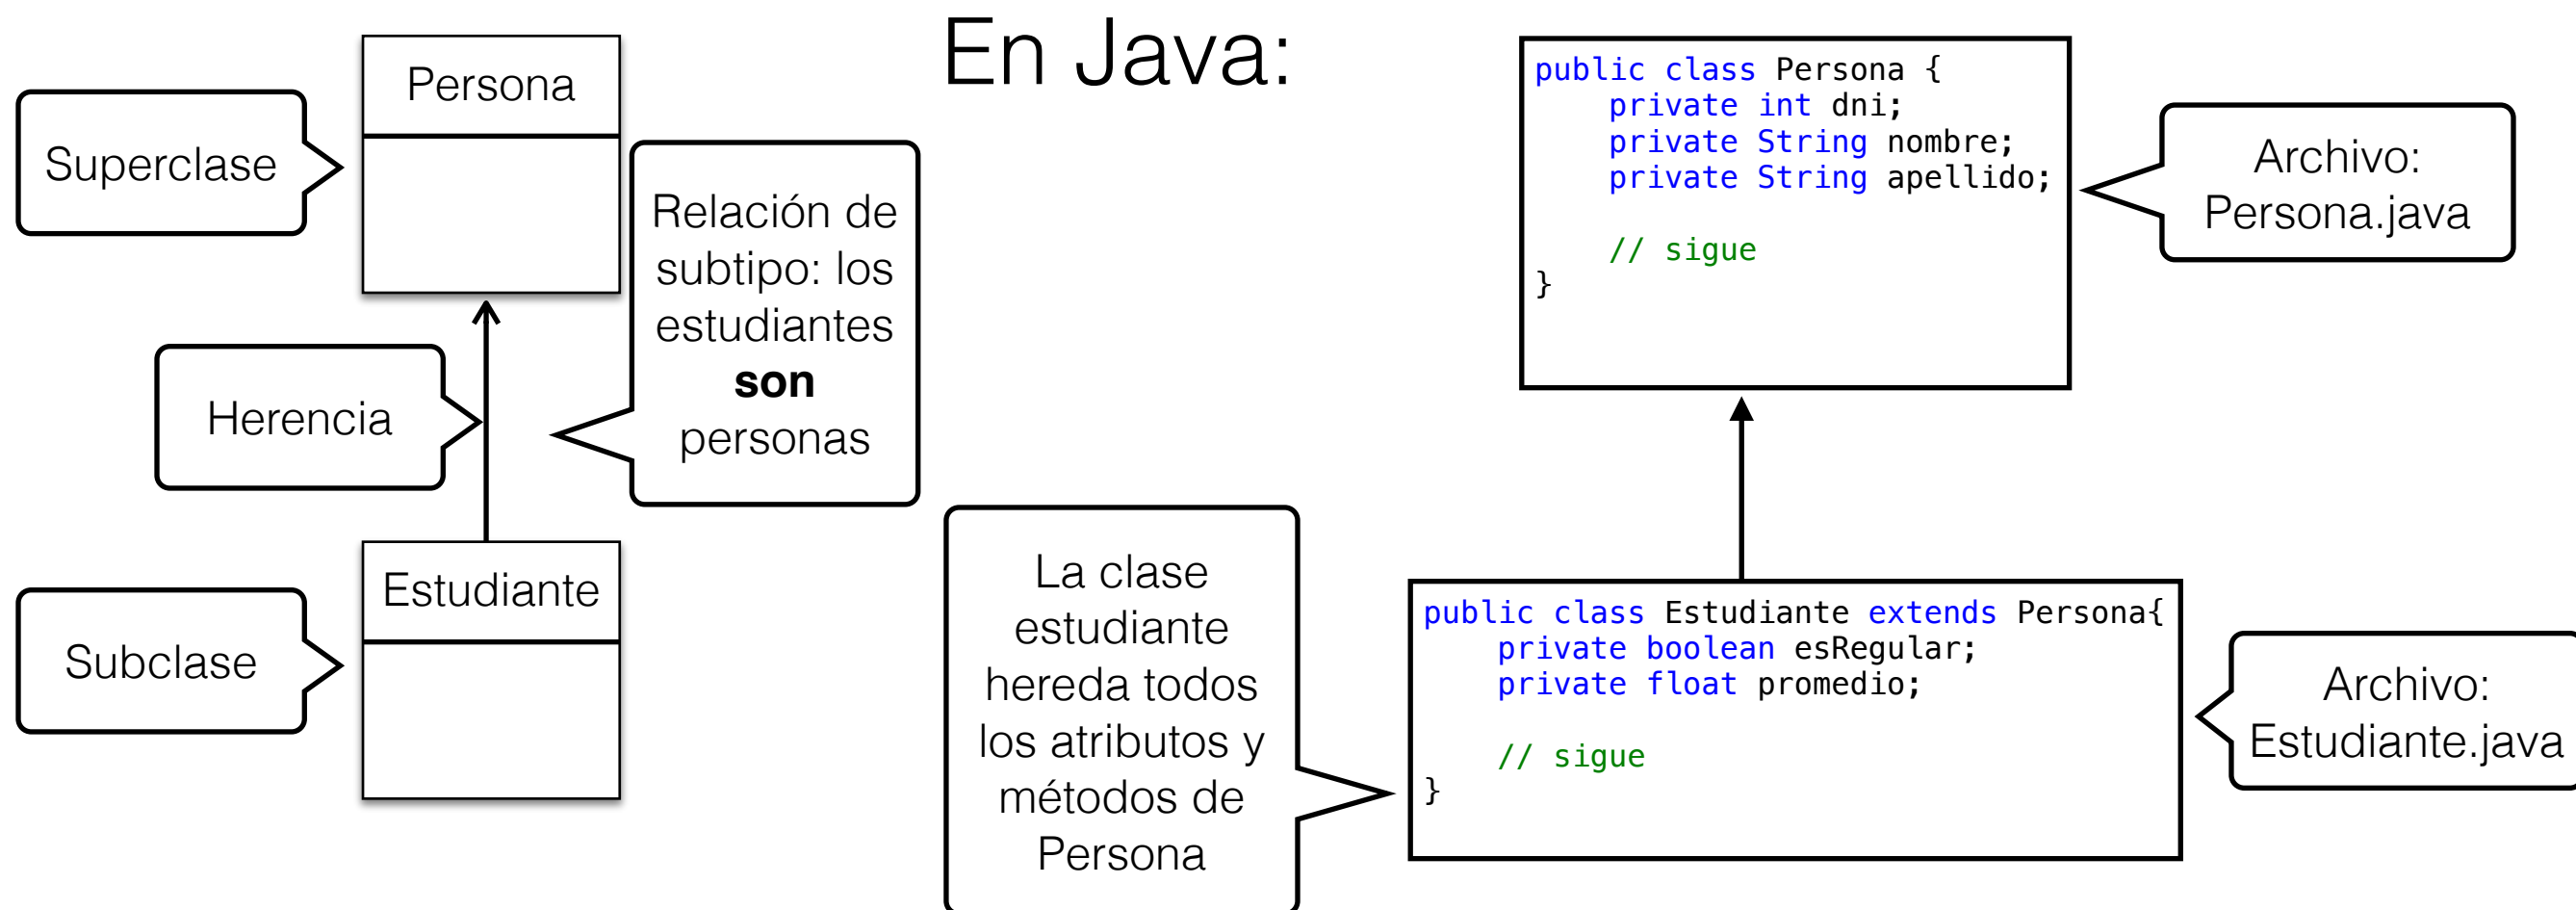 En Java:
Persona
Superclase
Relación de
subtipo: los
estudiantes
son
personas
Herencia
Estudiante
Subclase
public class Persona {
private int dni;
private String nombre;
private String apellido;
// sigue
}
Archivo:
Persona.java
La clase
estudiante
hereda todos
los atributos y
métodos de
Persona
public class Estudiante extends Persona{
private boolean esRegular;
private float promedio;
// sigue
}
Archivo:
Estudiante.java